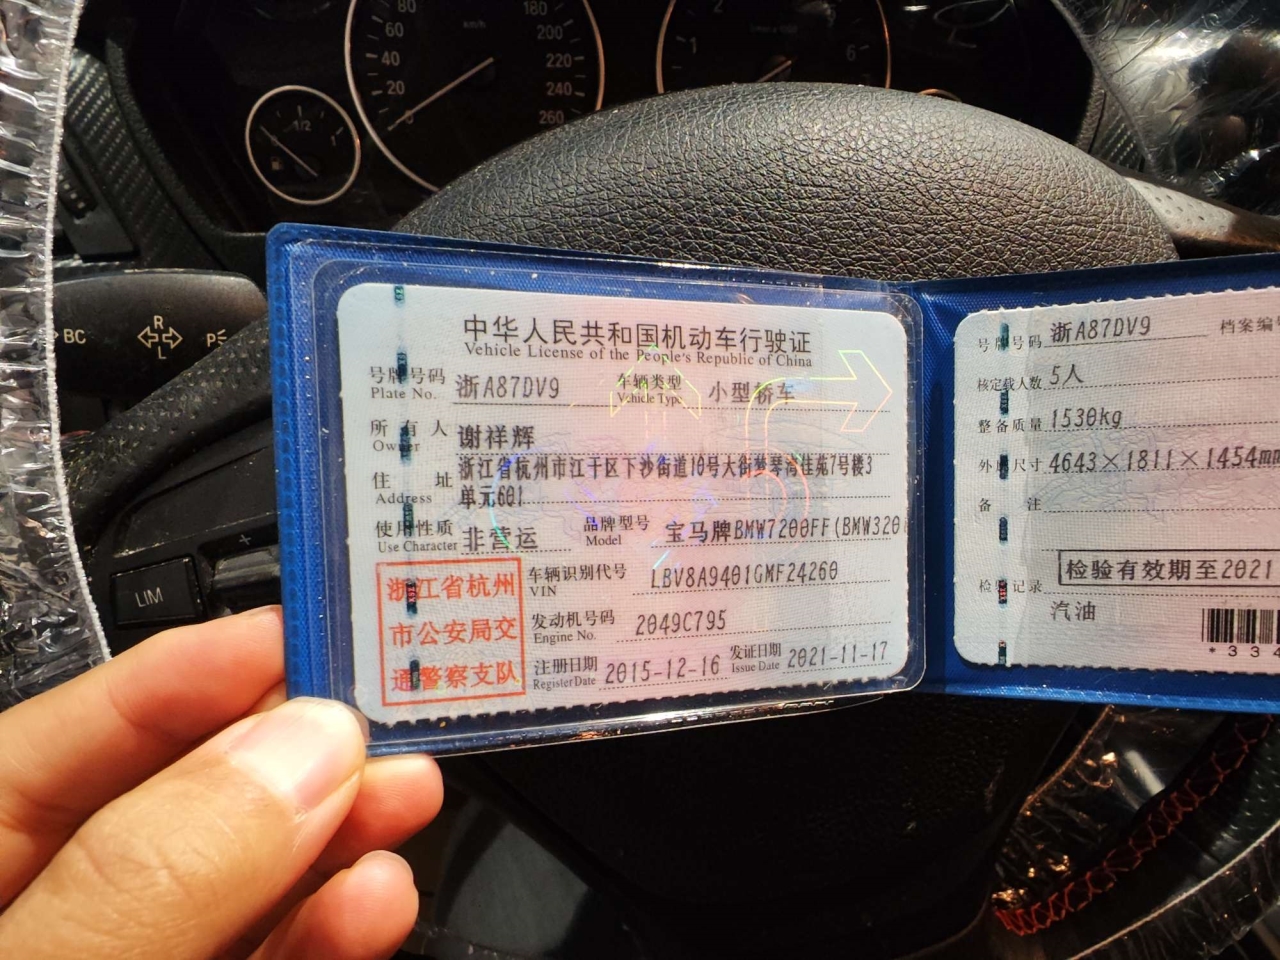 80
60
40
20
0
km/h
180
200
220
240
260
1/2
1
1
2
6
BC
R
L
P
LIM
+
中华人民共和国机动车行驶证
Vehicle License of the People's Republic of China
号牌号码 浙A87DV9 车辆类型 小型轿车
Plate No. Vehicle Type
所有人 谢祥辉
Owner
住址 浙江省杭州市江干区下沙街道10号大街梦琴湾佳苑7号楼3
Address 单元601
使用性质 非营运 品牌型号 宝马牌BMW7200FF(BMW320
Use Character Model
浙江省杭州
市公安局交
通警察支队
车辆识别代号 LBV8A9401GMF24260
VIN
发动机号码 2049C795
Engine No.
注册日期 2015-12-16 发证日期 2021-11-17
Register Date Issue Date
号牌号码 浙A87DV9 档案编
核定载人数 5人
整备质量 1530kg
外廓尺寸 4643×1811×1454mm
备注
检验记录 检验有效期至2021
汽油
*334